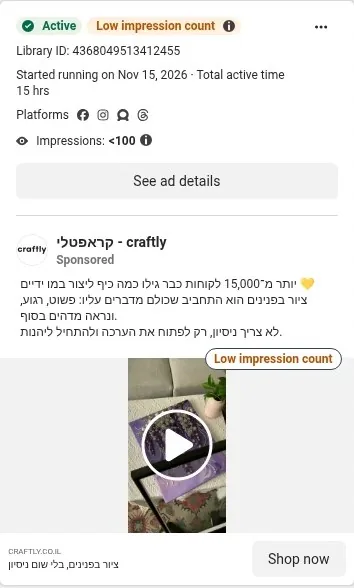 Active Low impression count
Library ID: 4368049513412455
Started running on Nov 15, 2026 · Total active time
15 hrs
Platforms
Impressions: <100
See ad details
craftly
קראפטלי - craftly
Sponsored
💛 יותר מ־15,000 לקוחות כבר גילו כמה כיף ליצור במו ידיים
ציור בפנינים הוא התחביב שכולם מדברים עליו: פשוט, רגוע,
ונראה מדהים בסוף.
לא צריך ניסיון, רק לפתוח את הערכה ולהתחיל ליהנות.
Low impression count
CRAFTLY.CO.IL
ציור בפנינים, בלי שום ניסיון
Shop now